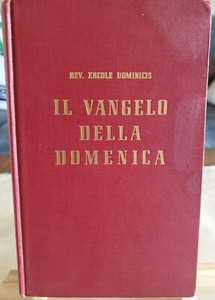 REV. ERCOLE DOMINICIS
IL VANGELO
DELLA
DOMENICA